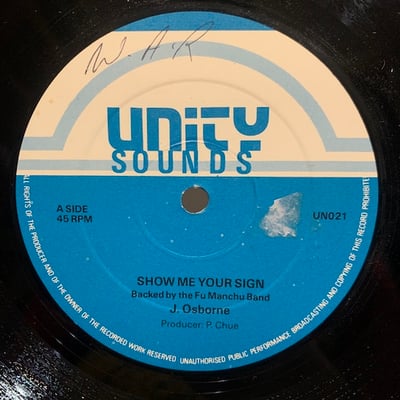 W.A.R
unity
SOUNDS
A SIDE
45 RPM
UN021
SHOW ME YOUR SIGN
Backed by the Fu Manchu Band
J. Osborne
Producer: P. Chue
ALL RIGHTS OF THE PRODUCER AND OF THE OWNER OF THE RECORDED WORK RESERVED UNAUTHORISED PUBLIC PERFORMANCE BROADCASTING AND COPYING OF THIS RECORD PROHIBITED